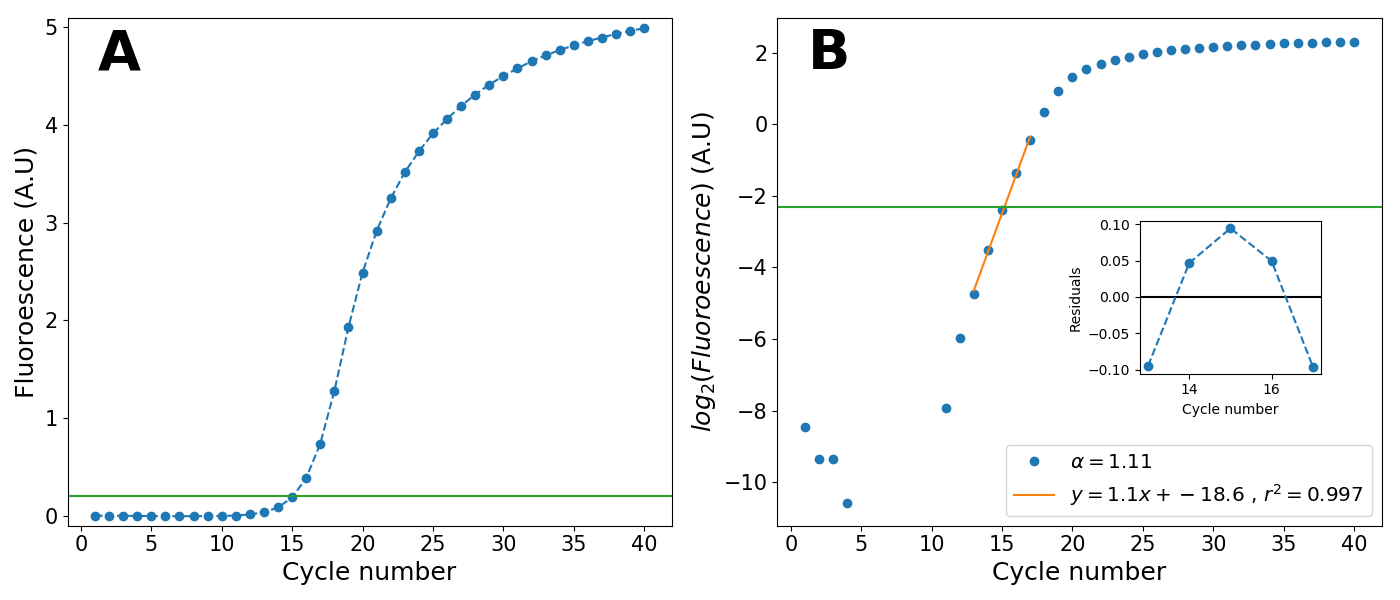 A
Fluoroescence (A.U)
5
4
3
2
1
0
0 5 10 15 20 25 30 35 40
Cycle number
B
log₂(Fluoroescence) (A.U)
2
0
−2
−4
−6
−8
−10
0 5 10 15 20 25 30 35 40
Cycle number
Residuals
0.10
0.05
0.00
−0.05
−0.10
14 16
Cycle number
α = 1.11
y = 1.1x + −18.6 , r² = 0.997